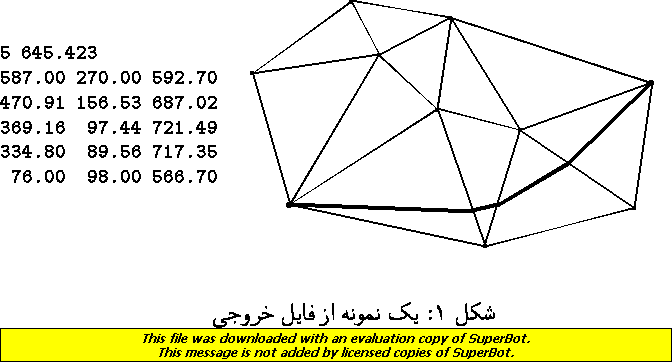 5 645.423
587.00 270.00 592.70
470.91 156.53 687.02
369.16 97.44 721.49
334.80 89.56 717.35
76.00 98.00 566.70
شکل ۱: یک نمونه از فایل خروجی
This file was downloaded with an evaluation copy of SuperBot.
This message is not added by licensed copies of SuperBot.